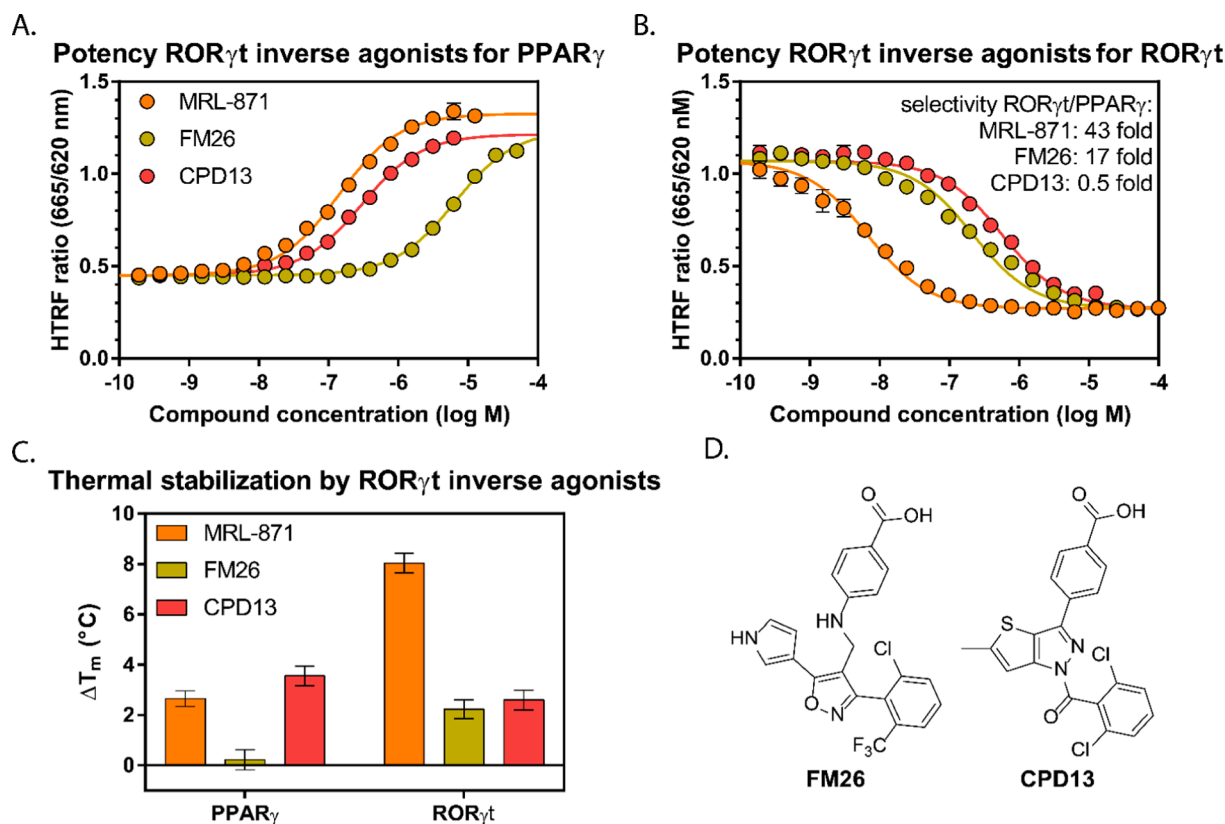 A.
Potency RORγt inverse agonists for PPARγ
HTRF ratio (665/620 nm)
1.5
1.0
0.5
0.0
MRL-871
FM26
CPD13
-10 -9 -8 -7 -6 -5 -4
Compound concentration (log M)
B.
Potency RORγt inverse agonists for RORγt
HTRF ratio (665/620 nM)
1.5
1.0
0.5
0.0
selectivity RORγt/PPARγ:
MRL-871: 43 fold
FM26: 17 fold
CPD13: 0.5 fold
-10 -9 -8 -7 -6 -5 -4
Compound concentration (log M)
C.
Thermal stabilization by RORγt inverse agonists
ΔTm (°C)
10
8
6
4
2
0
MRL-871
FM26
CPD13
PPARγ RORγt
D.
O
OH
HN
NH
Cl
O
N
F3C
FM26
O
OH
S
N
N
Cl
O
Cl
CPD13